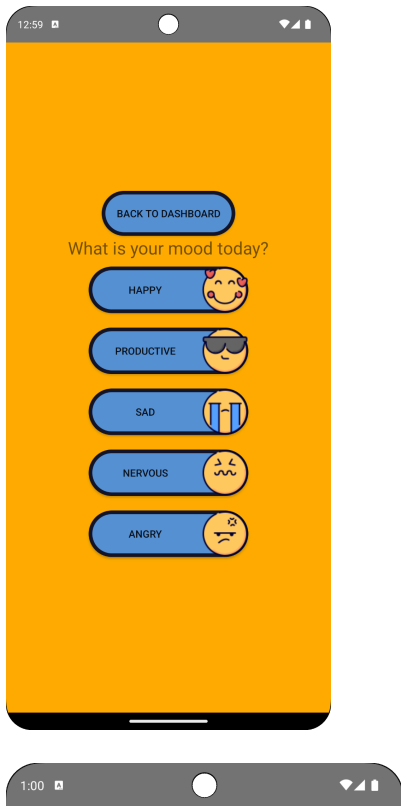 12:59
BACK TO DASHBOARD
What is your mood today?
HAPPY
PRODUCTIVE
SAD
NERVOUS
ANGRY
1:00